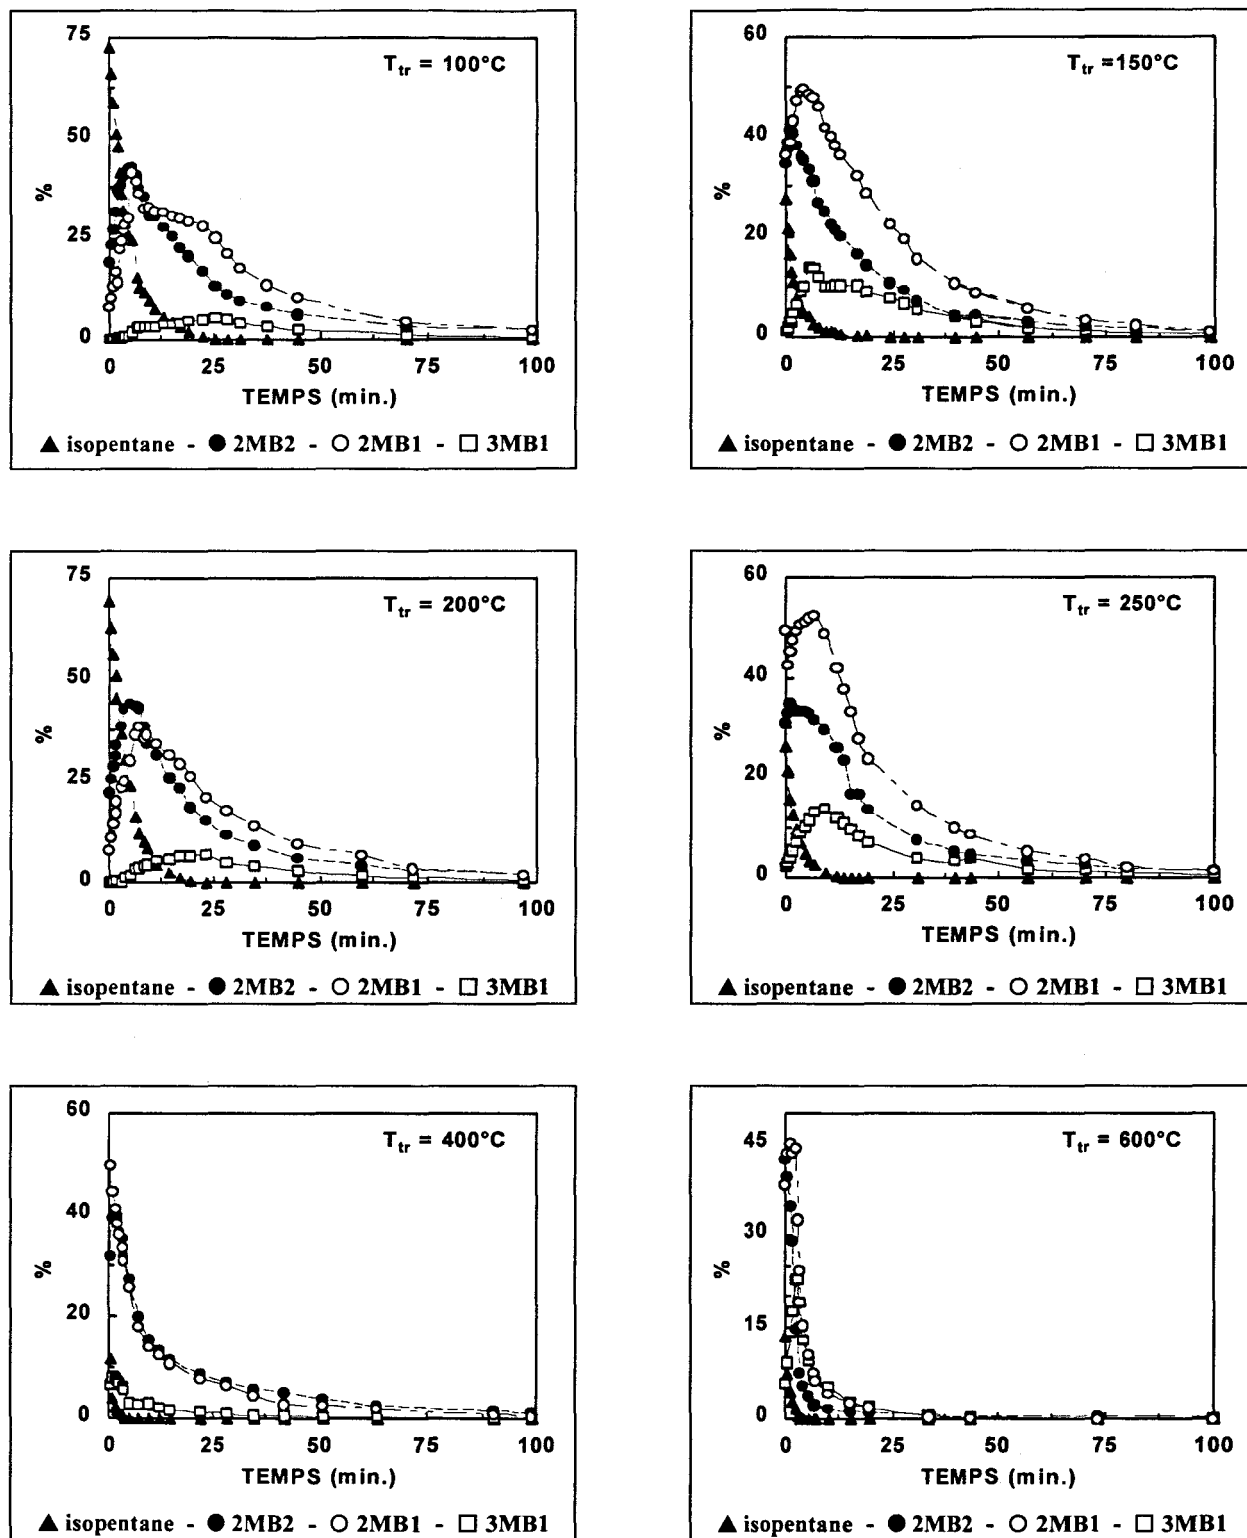 75
50
25
0
%
T_tr = 100°C
0 25 50 75 100
TEMPS (min.)
▲ isopentane - ● 2MB2 - ○ 2MB1 - □ 3MB1
60
40
20
0
%
T_tr =150°C
0 25 50 75 100
TEMPS (min.)
▲ isopentane - ● 2MB2 - ○ 2MB1 - □ 3MB1
75
50
25
0
%
T_tr = 200°C
0 25 50 75 100
TEMPS (min.)
▲ isopentane - ● 2MB2 - ○ 2MB1 - □ 3MB1
60
40
20
0
%
T_tr = 250°C
0 25 50 75 100
TEMPS (min.)
▲ isopentane - ● 2MB2 - ○ 2MB1 - □ 3MB1
60
40
20
0
%
T_tr = 400°C
0 25 50 75 100
TEMPS (min.)
▲ isopentane - ● 2MB2 - ○ 2MB1 - □ 3MB1
45
30
15
0
%
T_tr = 600°C
0 25 50 75 100
TEMPS (min.)
▲ isopentane - ● 2MB2 - ○ 2MB1 - □ 3MB1